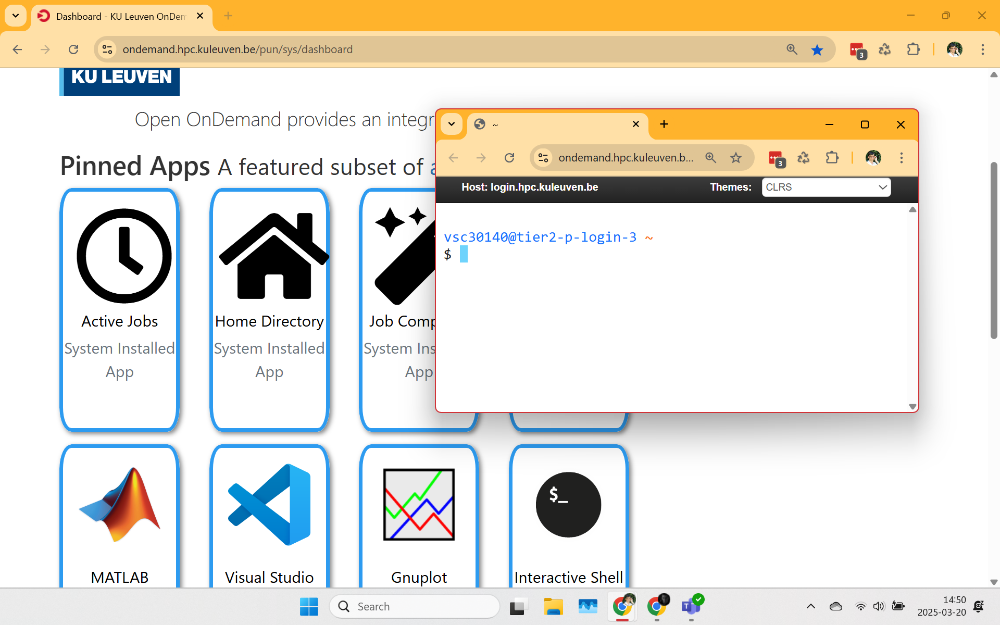 Dashboard - KU Leuven OnDem
ondemand.hpc.kuleuven.be/pun/sys/dashboard
3
KU LEUVEN
Open OnDemand provides an integr
Pinned Apps A featured subset of a
Active Jobs
System Installed
App
Home Directory
System Installed
App
Job Comp
System Ins
App
~
ondemand.hpc.kuleuven.b...
3
Host: login.hpc.kuleuven.be
Themes:
CLRS
vsc30140@tier2-p-login-3 ~
$
MATLAB
Visual Studio
Gnuplot
$_
Interactive Shell
Search
14:50
2025-03-20